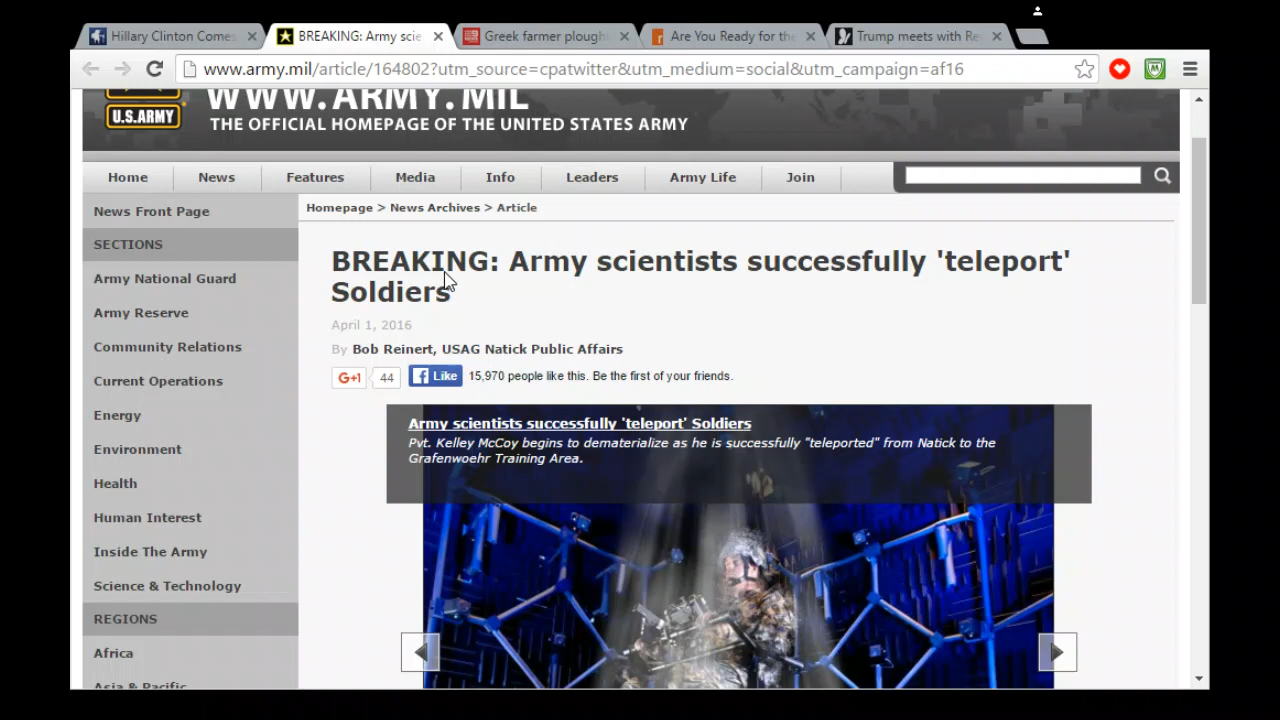 Hillary Clinton Comes
BREAKING: Army scie
Greek farmer plough
Are You Ready for the
Trump meets with Re
www.army.mil/article/164802?utm_source=cpatwitter&utm_medium=social&utm_campaign=af16
U.S.ARMY
WWW.ARMY.MIL
THE OFFICIAL HOMEPAGE OF THE UNITED STATES ARMY
Home News Features Media Info Leaders Army Life Join
News Front Page
SECTIONS
Army National Guard
Army Reserve
Community Relations
Current Operations
Energy
Environment
Health
Human Interest
Inside The Army
Science & Technology
REGIONS
Africa
Asia & Pacific
Homepage > News Archives > Article
BREAKING: Army scientists successfully 'teleport'
Soldiers
April 1, 2016
By Bob Reinert, USAG Natick Public Affairs
G+1 44 Like 15,970 people like this. Be the first of your friends.
Army scientists successfully 'teleport' Soldiers
Pvt. Kelley McCoy begins to dematerialize as he is successfully "teleported" from Natick to the
Grafenwoehr Training Area.